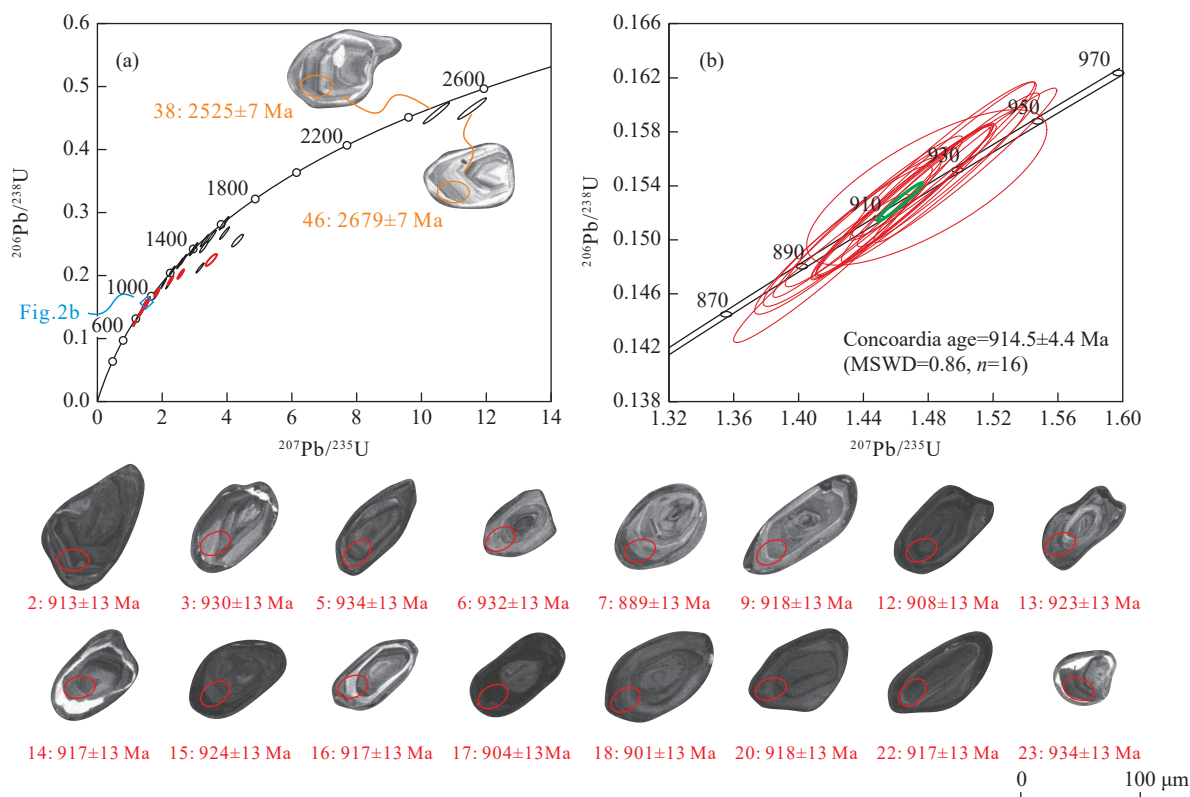 (a)
0.6
0.5
0.4
0.3
0.2
0.1
0.0
206Pb/238U
0
2
4
6
8
10
12
14
207Pb/235U
600
1000
1400
1800
2200
2600
38: 2525±7 Ma
46: 2679±7 Ma
Fig.2b
(b)
0.166
0.162
0.158
0.154
0.150
0.146
0.142
0.138
206Pb/238U
1.32
1.36
1.40
1.44
1.48
1.52
1.56
1.60
207Pb/235U
870
890
910
930
950
970
Concoardia age=914.5±4.4 Ma
(MSWD=0.86, n=16)
2: 913±13 Ma
3: 930±13 Ma
5: 934±13 Ma
6: 932±13 Ma
7: 889±13 Ma
9: 918±13 Ma
12: 908±13 Ma
13: 923±13 Ma
14: 917±13 Ma
15: 924±13 Ma
16: 917±13 Ma
17: 904±13Ma
18: 901±13 Ma
20: 918±13 Ma
22: 917±13 Ma
23: 934±13 Ma
0
100 μm